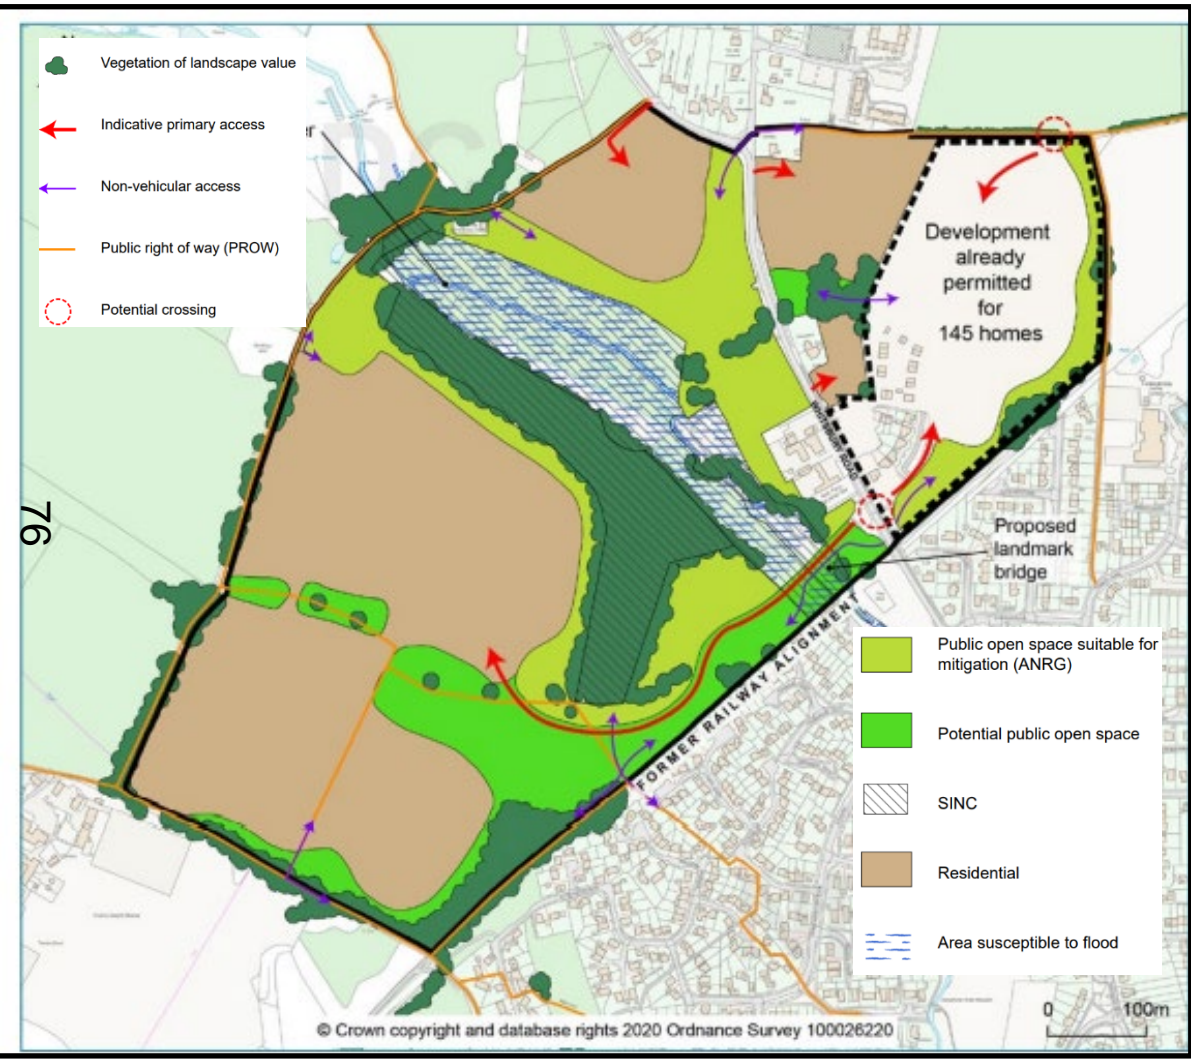 Vegetation of landscape value
Indicative primary access
Non-vehicular access
Public right of way (PROW)
Potential crossing
Development
already
permitted
for
145 homes
76
Proposed
landmark
bridge
FORMER RAILWAY ALIGNMENT
Public open space suitable for
mitigation (ANRG)
Potential public open space
SINC
Residential
Area susceptible to flood
0 100m
© Crown copyright and database rights 2020 Ordnance Survey 100026220